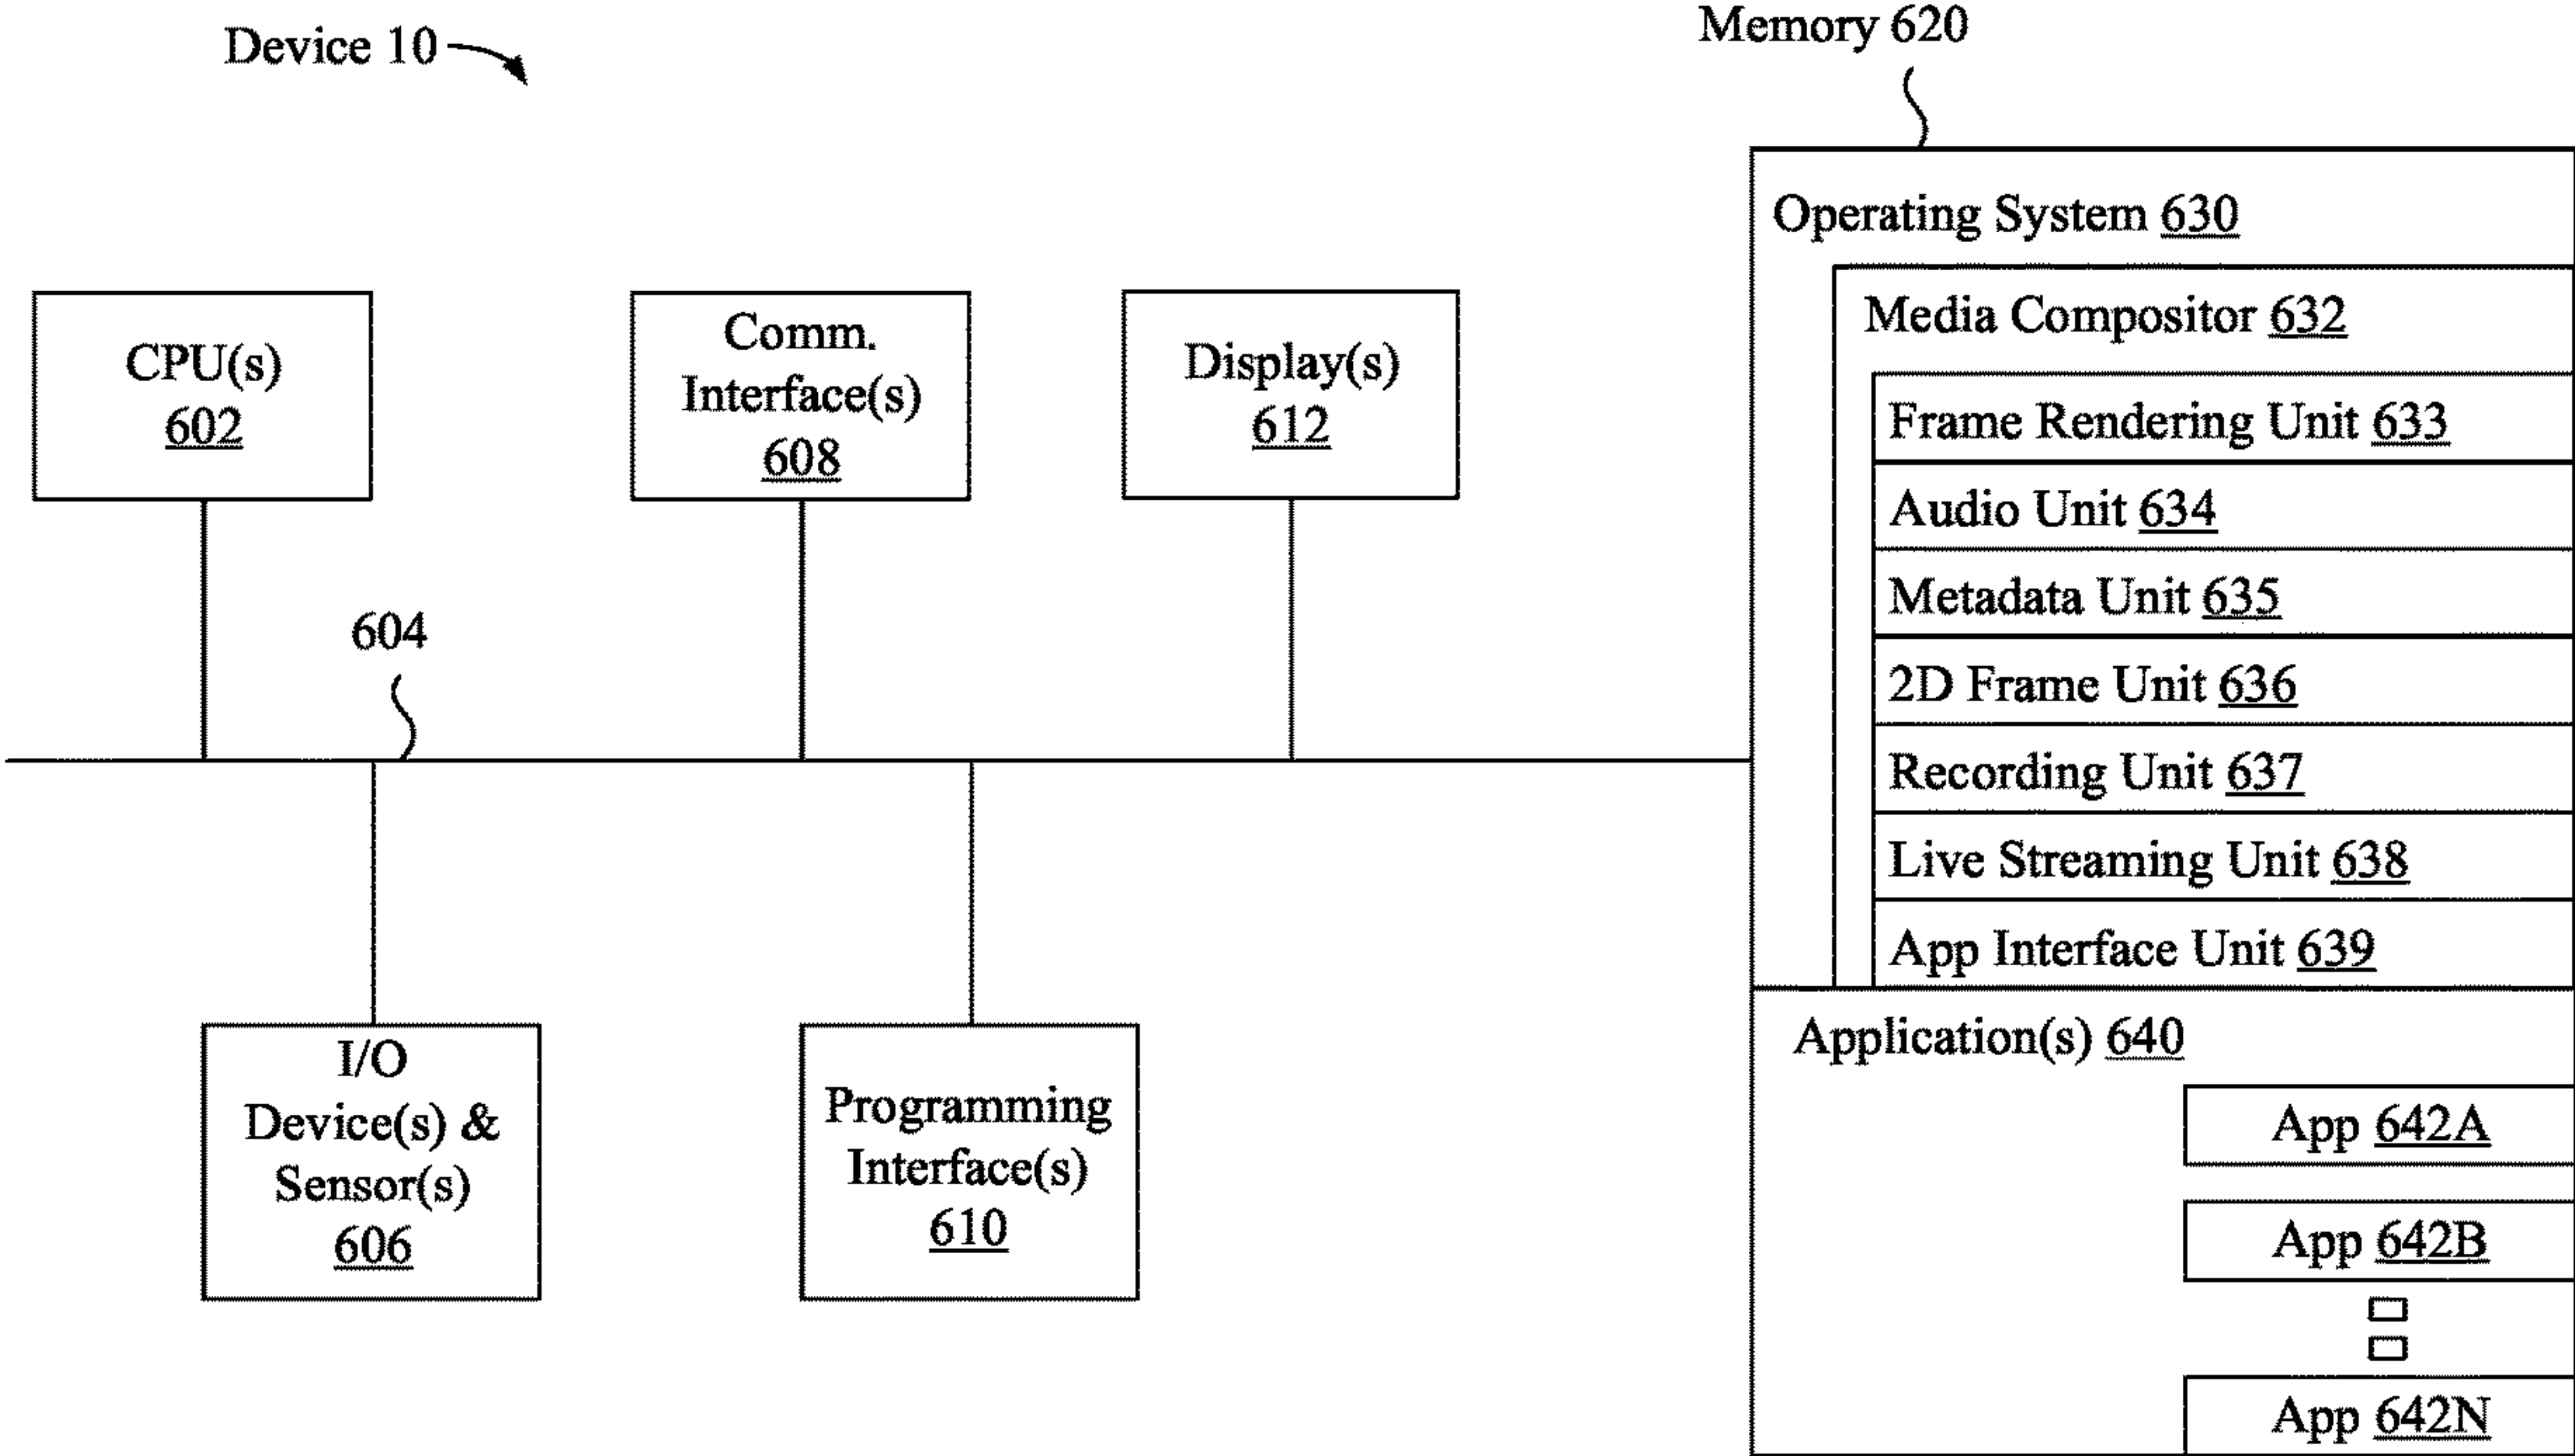 Device 10
Memory 620
CPU(s)
602
Comm.
Interface(s)
608
Display(s)
612
604
I/O
Device(s) &
Sensor(s)
606
Programming
Interface(s)
610
Operating System 630
Media Compositor 632
Frame Rendering Unit 633
Audio Unit 634
Metadata Unit 635
2D Frame Unit 636
Recording Unit 637
Live Streaming Unit 638
App Interface Unit 639
Application(s) 640
App 642A
App 642B
App 642N